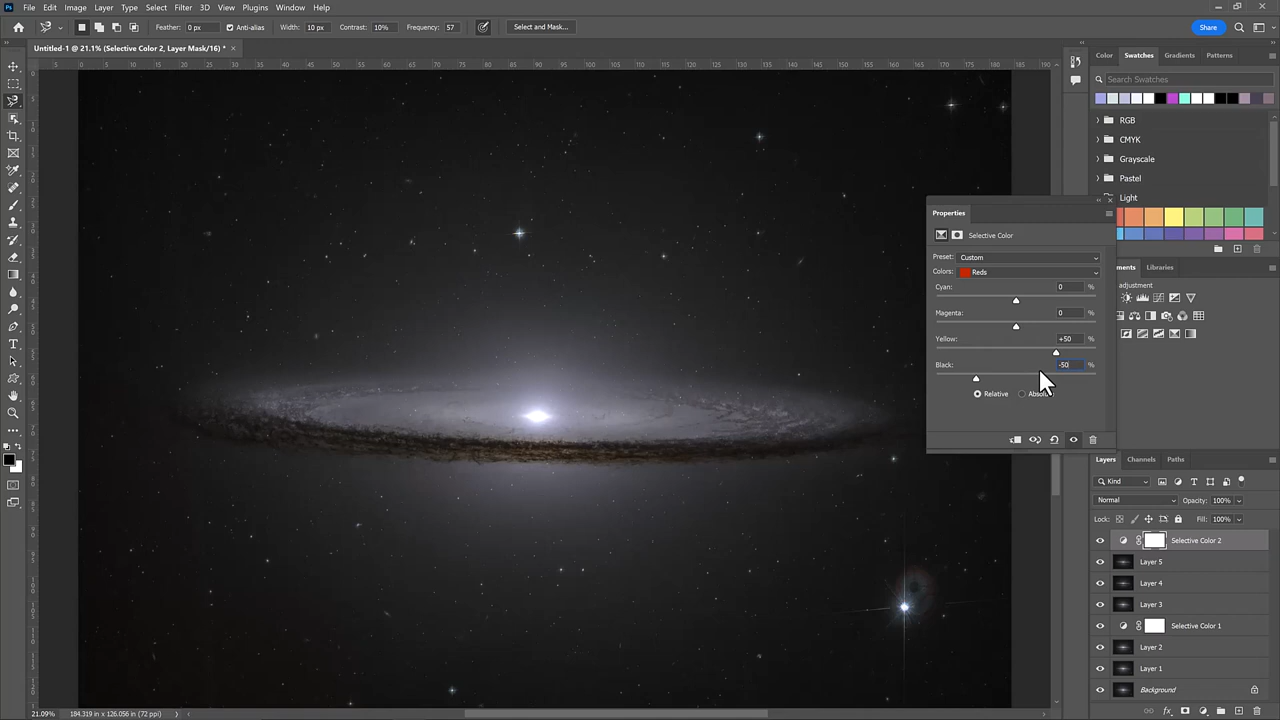 File Edit Image Layer Type Select Filter 3D View Plugins Window Help
Feather: 0 px Anti-alias Width: 10 px Contrast: 10% Frequency: 57 Select and Mask... Share
Untitled-1 @ 21.1% (Selective Color 2, Layer Mask/16) * ×
Color Swatches Gradients Patterns
Search Swatches
RGB
CMYK
Grayscale
Pastel
Light
Properties
Selective Color
Preset: Custom
Colors: Reds
Cyan: 0 %
Magenta: 0 %
Yellow: +50 %
Black: -50 %
Relative
ments Libraries
adjustment
Layers Channels Paths
Kind
Normal Opacity: 100%
Lock: Fill: 100%
Selective Color 2
Layer 5
Layer 4
Layer 3
Selective Color 1
Layer 2
Layer 1
Background
21.09% 184.319 in x 126.056 in (72 ppi)